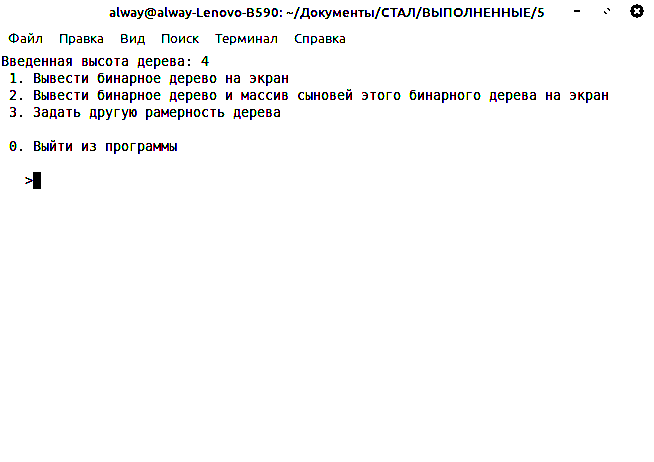 alway@alway-Lenovo-B590: ~/Документы/СТАЛ/ВЫПОЛНЕННЫЕ/5
Файл Правка Вид Поиск Терминал Справка
Введенная высота дерева: 4
1. Вывести бинарное дерево на экран
2. Вывести бинарное дерево и массив сыновей этого бинарного дерева на экран
3. Задать другую рамерность дерева
0. Выйти из программы
>